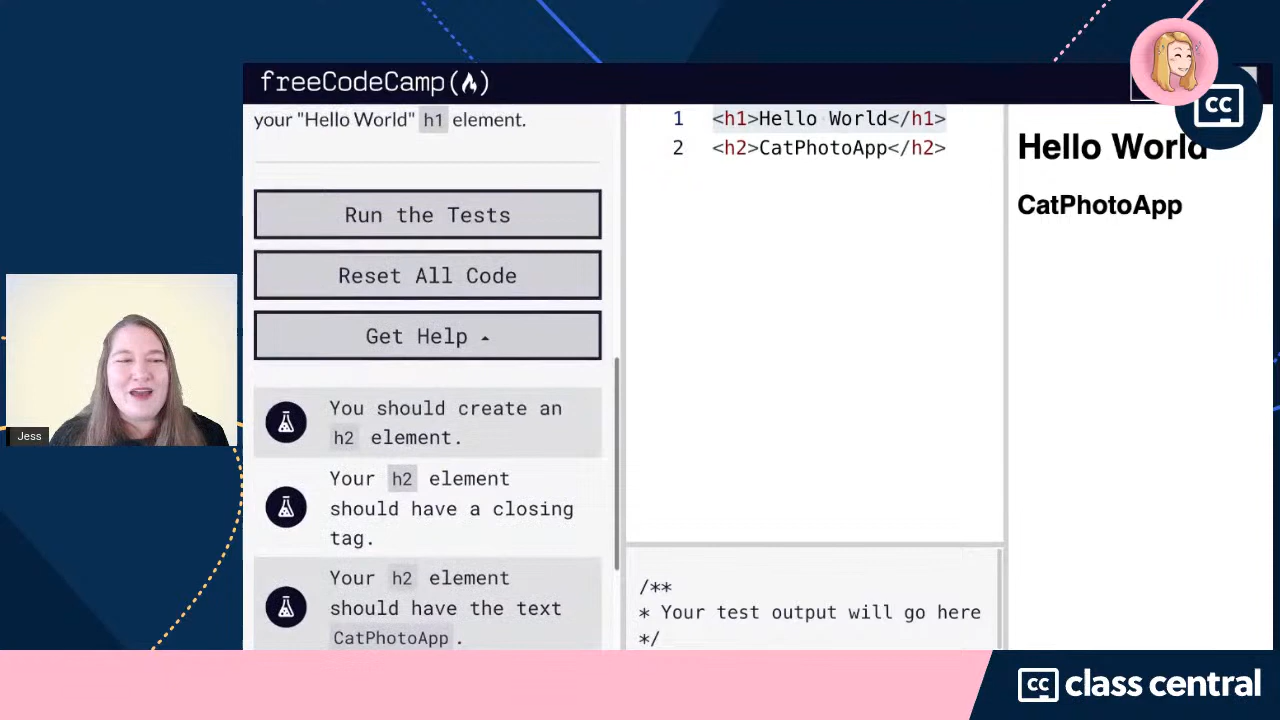 freeCodeCamp
your "Hello World" h1 element.
Run the Tests
Reset All Code
Get Help
You should create an
h2 element.
Your h2 element
should have a closing
tag.
Your h2 element
should have the text
CatPhotoApp.
1 <h1>Hello World</h1>
2 <h2>CatPhotoApp</h2>
/**
* Your test output will go here
*/
Hello World
CatPhotoApp
cc
Jess
cc class central